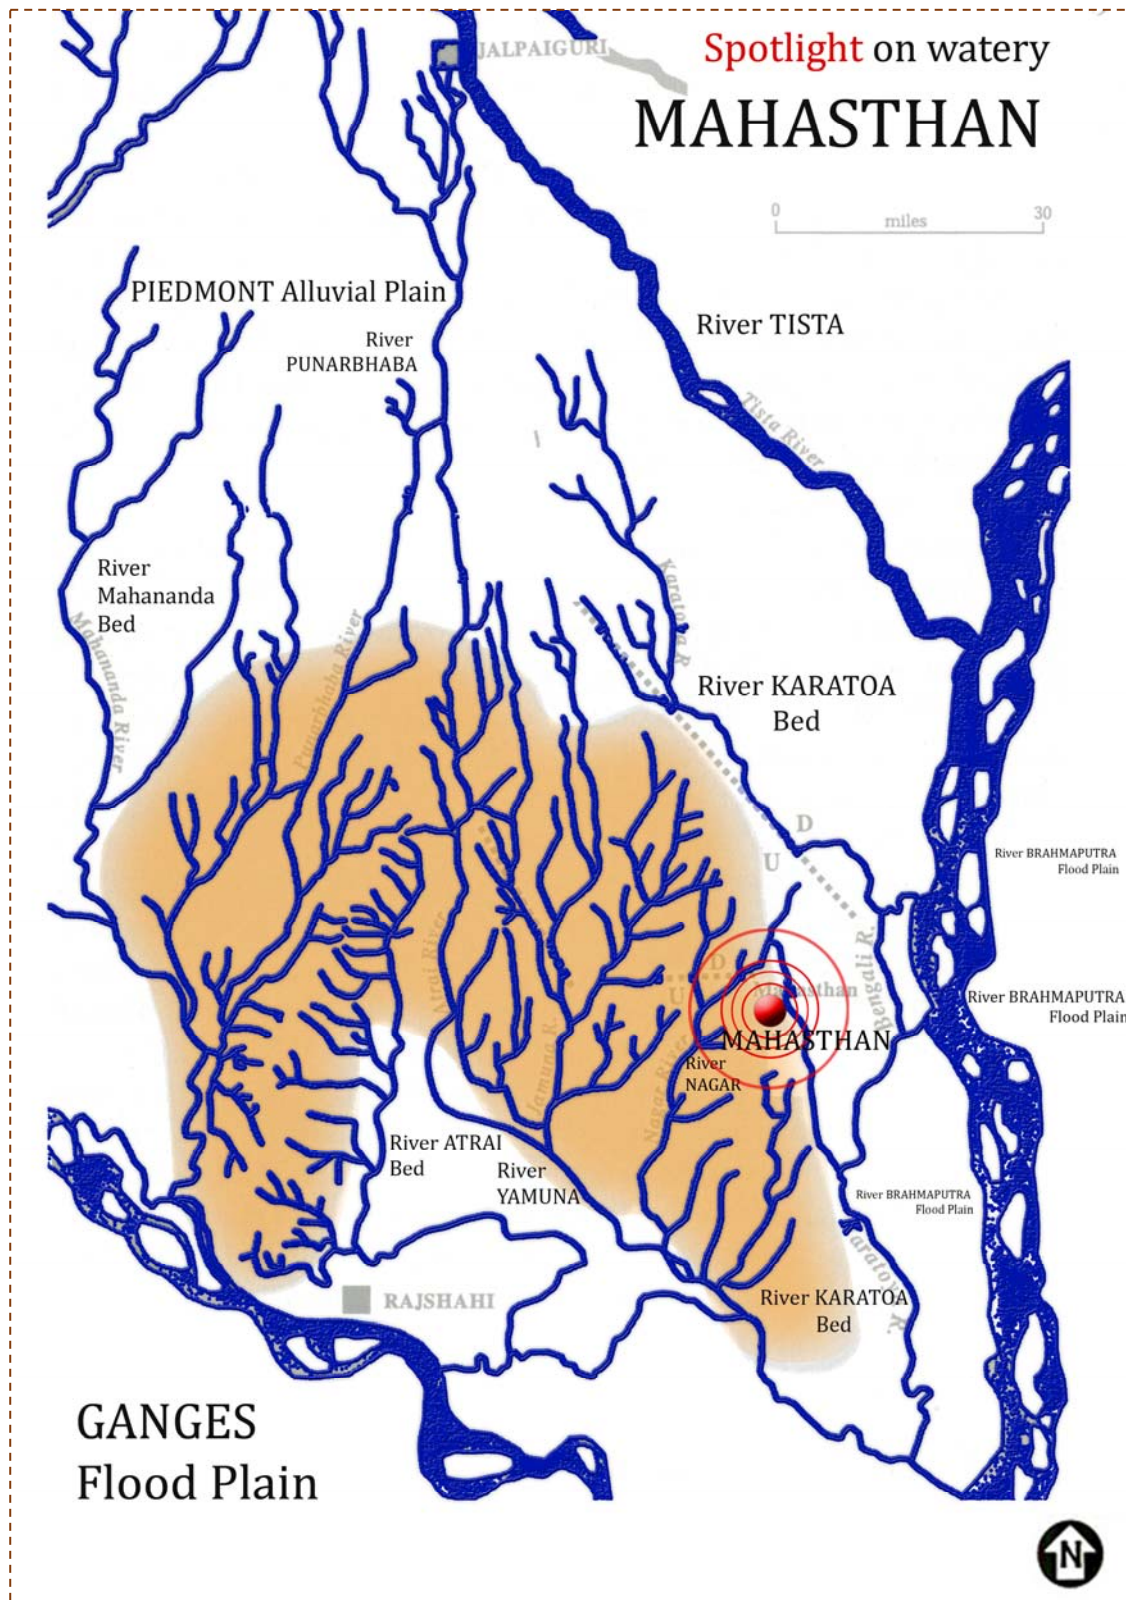 JALPAIGURI
Spotlight on watery
MAHASTHAN
0 30
miles
PIEDMONT Alluvial Plain
River
PUNARBHABA
River TISTA
Tista River
River
Mahananda
Bed
Mahananda River
Punarbhaba River
Karatoya R.
River KARATOA
Bed
D
U
River BRAHMAPUTRA
Flood Plain
Atrai River
Bengali R.
D
U
Mahasthan
MAHASTHAN
River BRAHMAPUTRA
Flood Plain
River
NAGAR
Nagar River
Jamuna R.
River ATRAI
Bed
River
YAMUNA
River BRAHMAPUTRA
Flood Plain
Karatoya R.
River KARATOA
Bed
RAJSHAHI
GANGES
Flood Plain
N